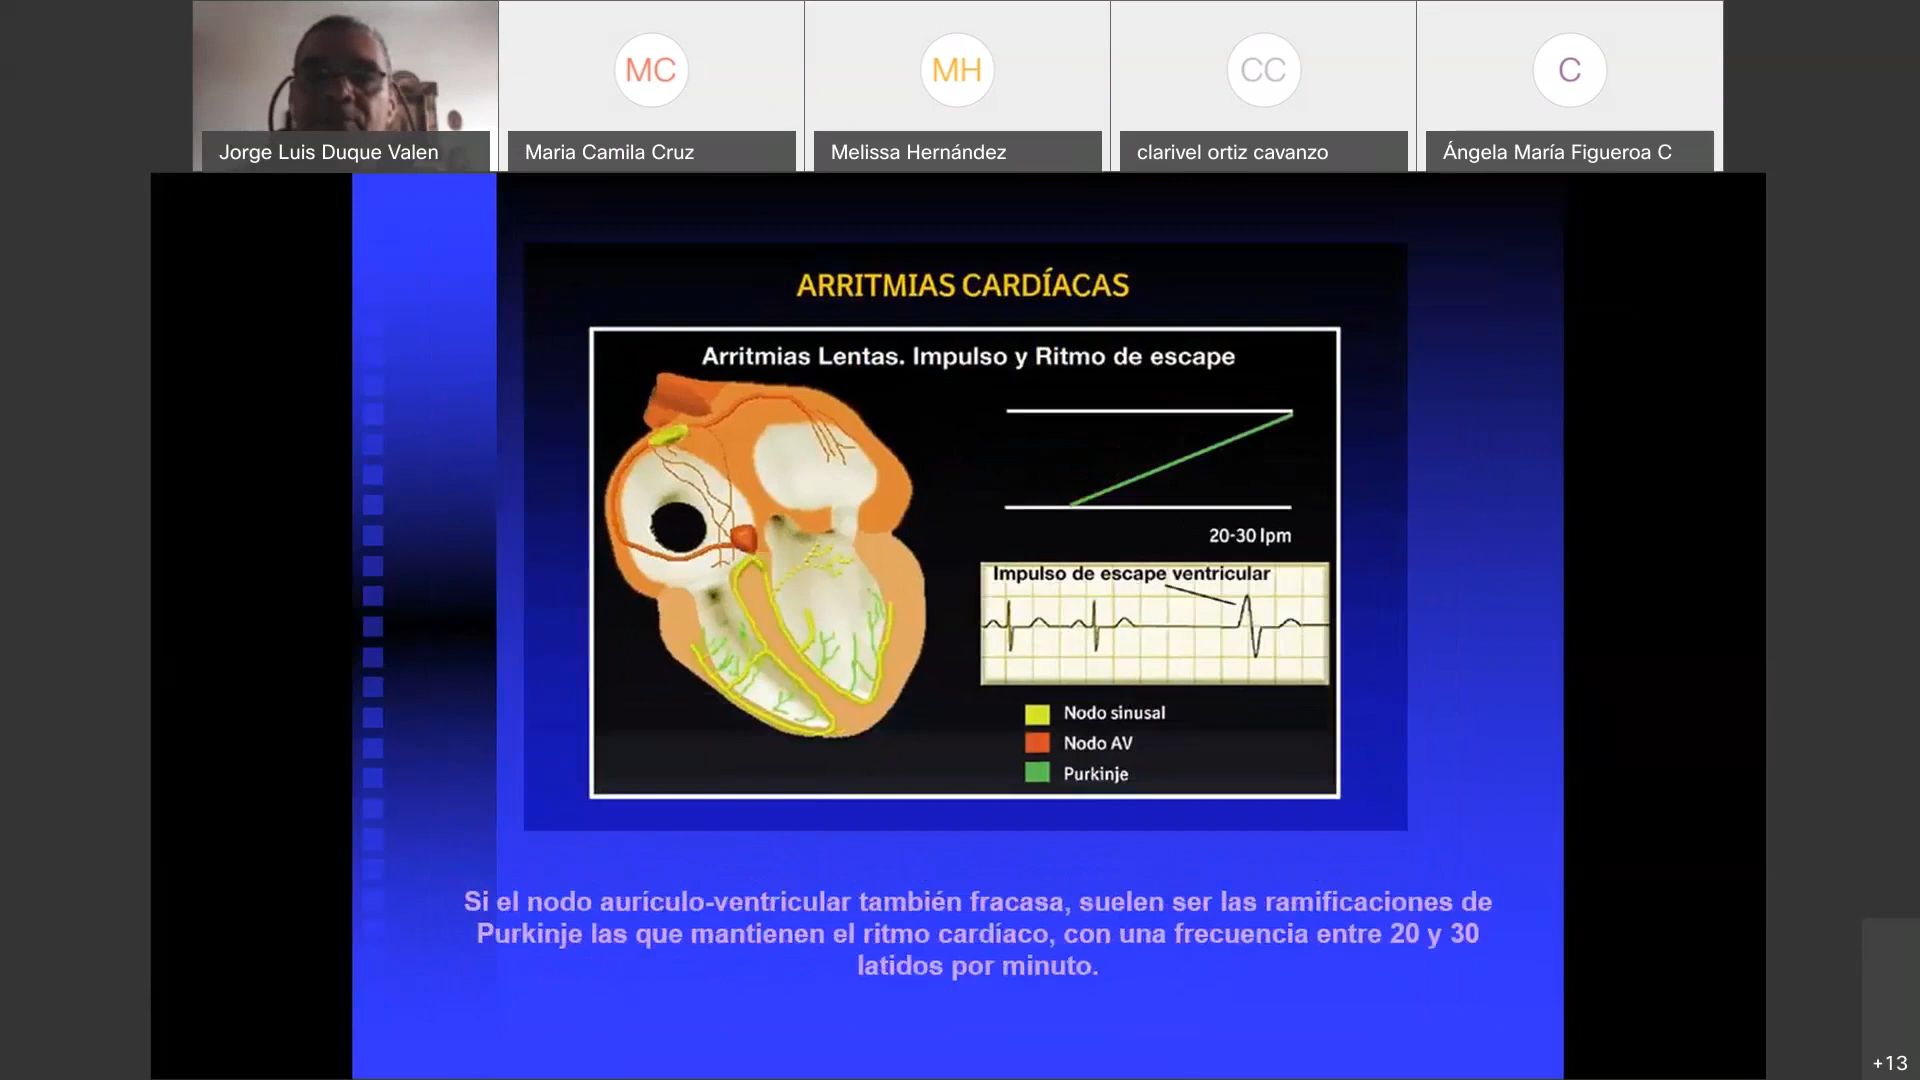 MC
MH
CC
C
Jorge Luis Duque Valen
Maria Camila Cruz
Melissa Hernández
clarivel ortiz cavanzo
Ángela María Figueroa C
ARRITMIAS CARDÍACAS
Arritmias Lentas. Impulso y Ritmo de escape
20-30 lpm
Impulso de escape ventricular
Nodo sinusal
Nodo AV
Purkinje
Si el nodo aurículo-ventricular también fracasa, suelen ser las ramificaciones de
Purkinje las que mantienen el ritmo cardíaco, con una frecuencia entre 20 y 30
latidos por minuto.
+13